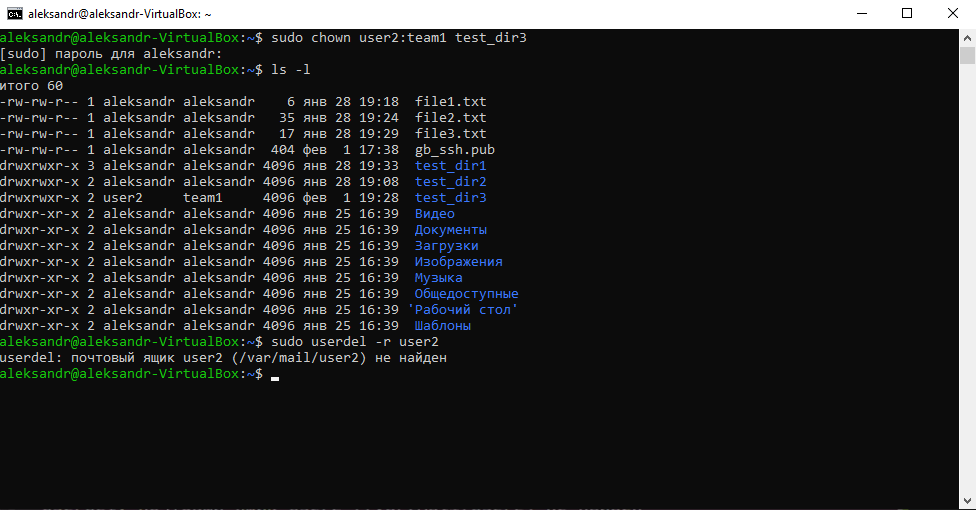 aleksandr@aleksandr-VirtualBox: ~
aleksandr@aleksandr-VirtualBox:~$ sudo chown user2:team1 test_dir3
[sudo] пароль для aleksandr:
aleksandr@aleksandr-VirtualBox:~$ ls -l
итого 60
-rw-rw-r-- 1 aleksandr aleksandr    6 янв 28 19:18  file1.txt
-rw-rw-r-- 1 aleksandr aleksandr   35 янв 28 19:24  file2.txt
-rw-rw-r-- 1 aleksandr aleksandr   17 янв 28 19:29  file3.txt
-rw-rw-r-- 1 aleksandr aleksandr  404 фев  1 17:38  gb_ssh.pub
drwxrwxr-x 3 aleksandr aleksandr 4096 янв 28 19:33  test_dir1
drwxrwxr-x 2 aleksandr aleksandr 4096 янв 28 19:08  test_dir2
drwxrwxr-x 2 user2     team1     4096 фев  1 19:28  test_dir3
drwxr-xr-x 2 aleksandr aleksandr 4096 янв 25 16:39  Видео
drwxr-xr-x 2 aleksandr aleksandr 4096 янв 25 16:39  Документы
drwxr-xr-x 2 aleksandr aleksandr 4096 янв 25 16:39  Загрузки
drwxr-xr-x 2 aleksandr aleksandr 4096 янв 25 16:39  Изображения
drwxr-xr-x 2 aleksandr aleksandr 4096 янв 25 16:39  Музыка
drwxr-xr-x 2 aleksandr aleksandr 4096 янв 25 16:39  Общедоступные
drwxr-xr-x 2 aleksandr aleksandr 4096 янв 25 16:39 'Рабочий стол'
drwxr-xr-x 2 aleksandr aleksandr 4096 янв 25 16:39  Шаблоны
aleksandr@aleksandr-VirtualBox:~$ sudo userdel -r user2
userdel: почтовый ящик user2 (/var/mail/user2) не найден
aleksandr@aleksandr-VirtualBox:~$